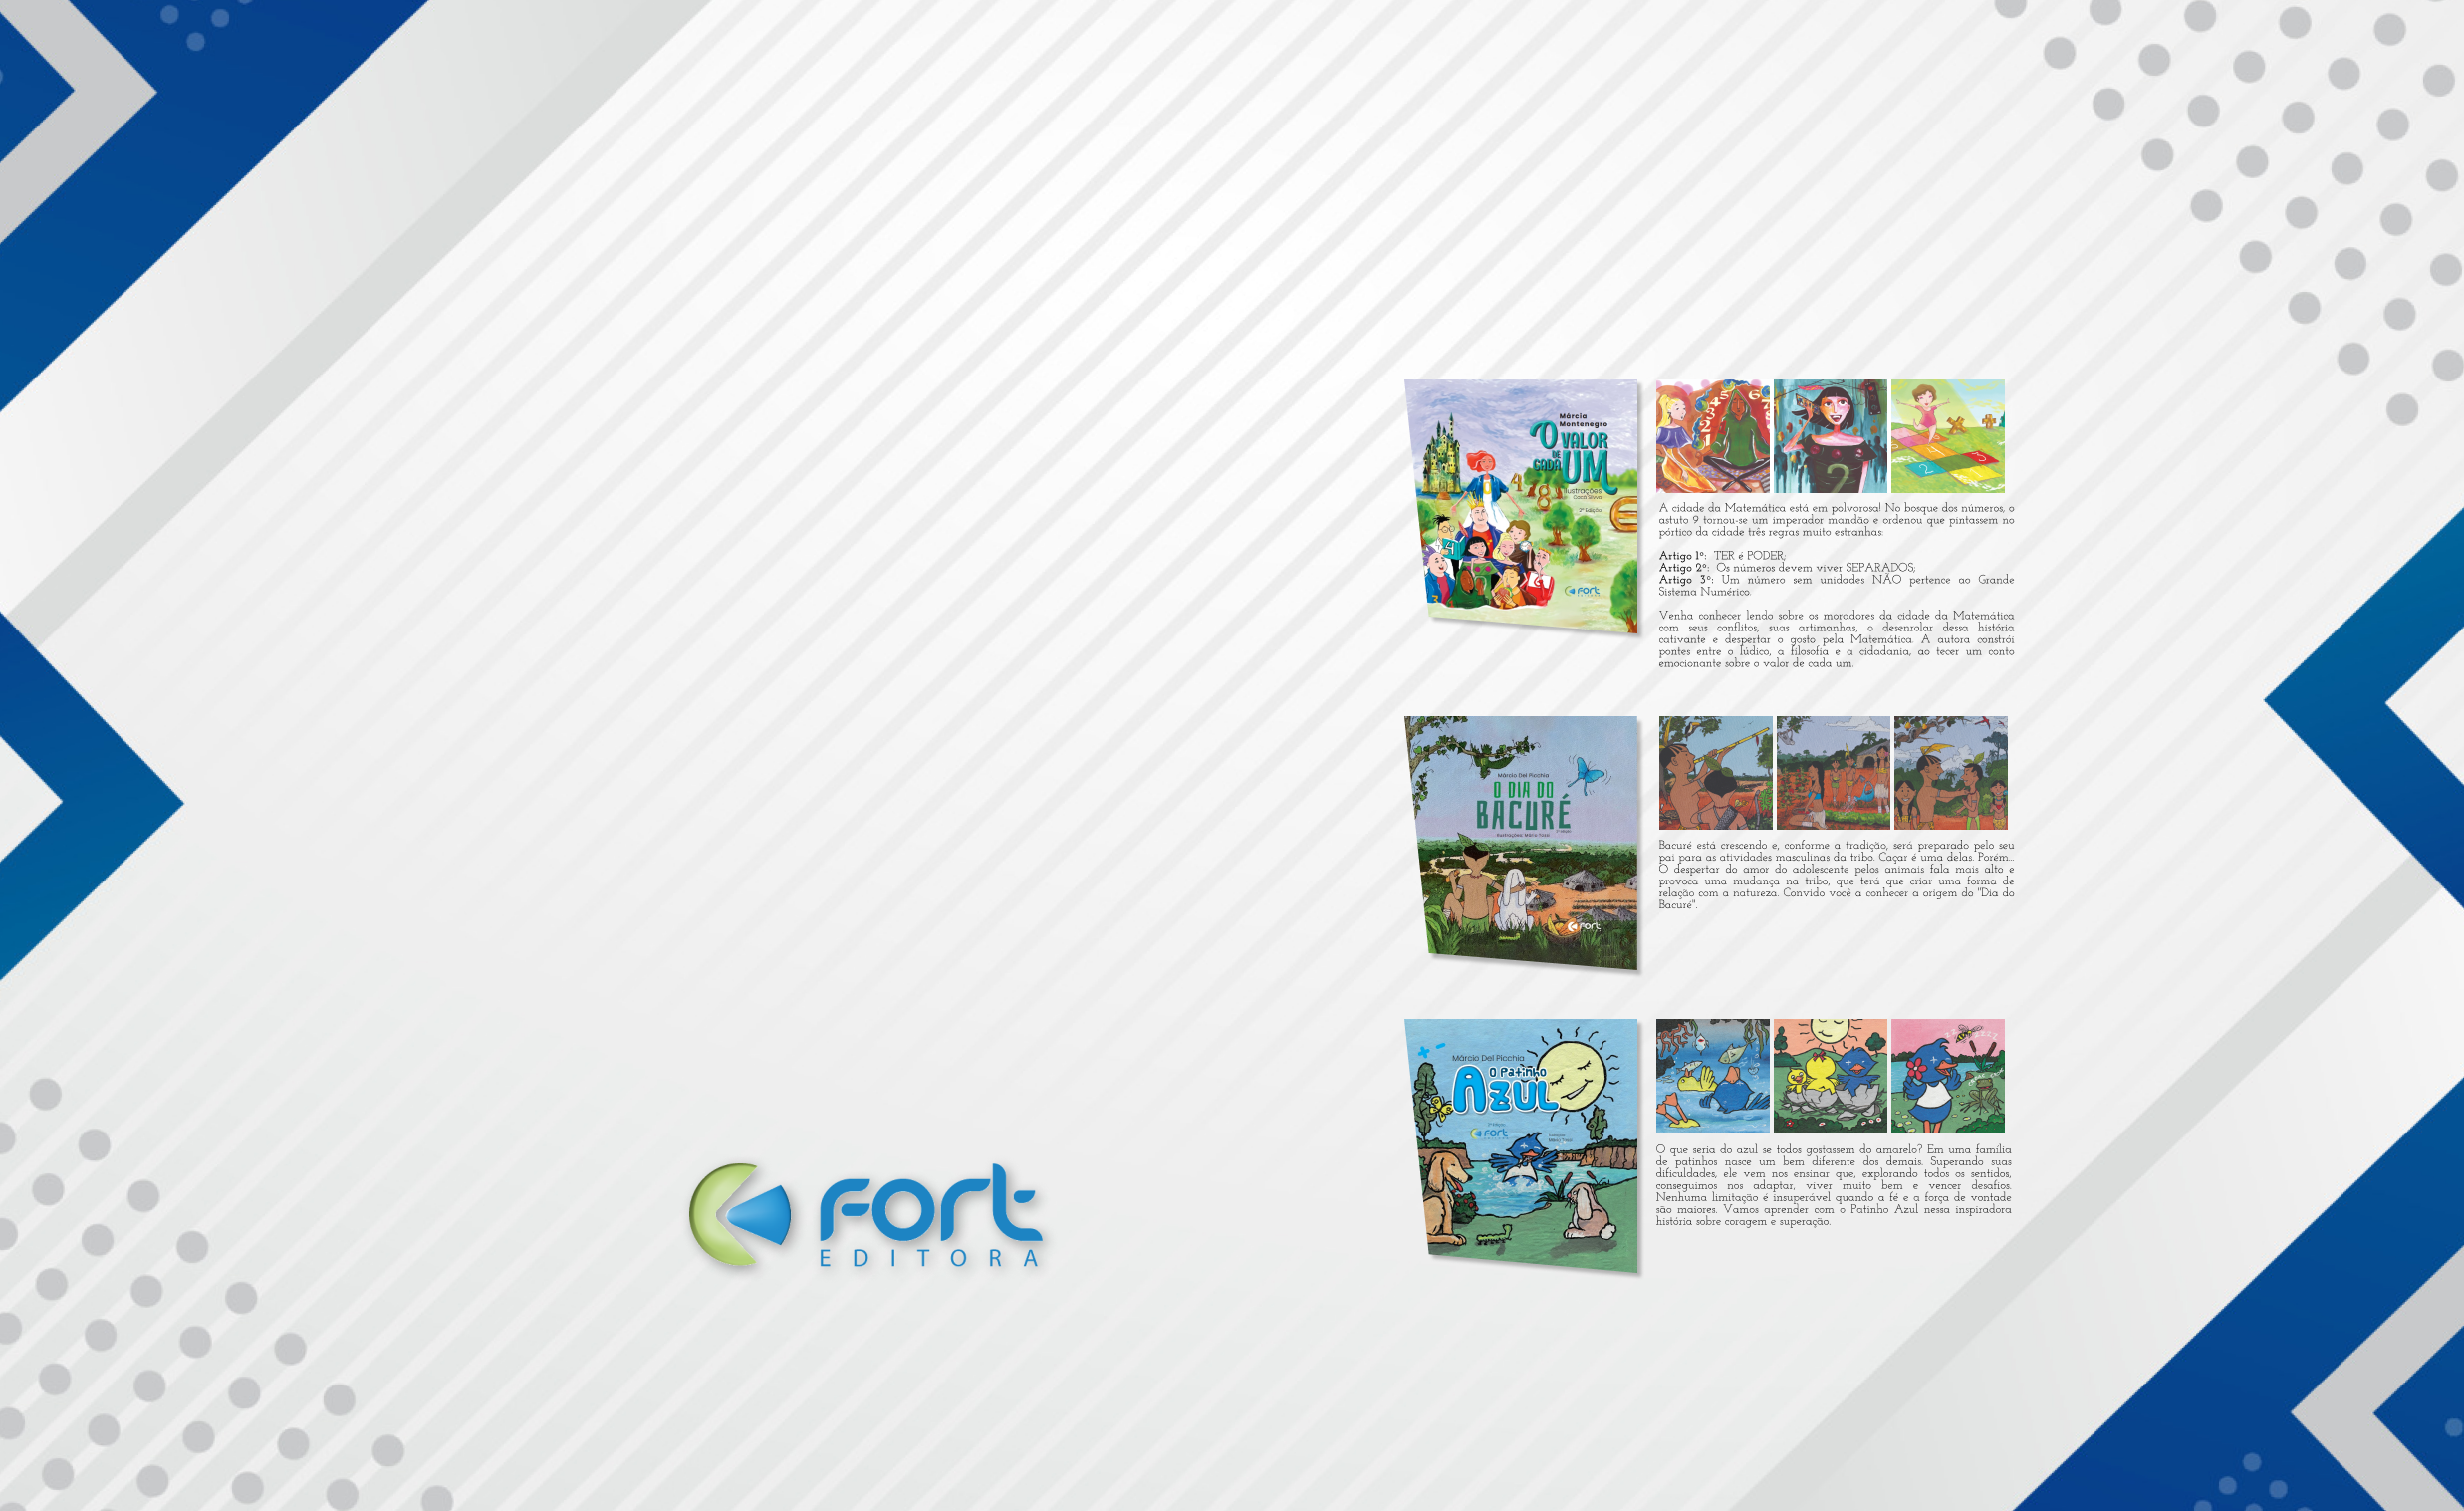 Márcia
Montenegro
O VALOR
DE
CADA UM
Ilustrações
2ª Edição
Fort
A cidade da Matemática está em polvorosa! No bosque dos números, o
astuto 9 tornou-se um imperador mandão e ordenou que pintassem no
pórtico da cidade três regras muito estranhas:
Artigo 1º: TER é PODER;
Artigo 2º: Os números devem viver SEPARADOS;
Artigo 3º: Um número sem unidades NÃO pertence ao Grande
Sistema Numérico.
Venha conhecer lendo sobre os moradores da cidade da Matemática
com seus conflitos, suas artimanhas, o desenrolar dessa história
cativante e despertar o gosto pela Matemática. A autora constrói
pontes entre o lúdico, a filosofia e a cidadania, ao tecer um conto
emocionante sobre o valor de cada um.
Márcio Del Picchia
O DIA DO
BACURÉ
Fort
Bacuré está crescendo e, conforme a tradição, será preparado pelo seu
pai para as atividades masculinas da tribo. Caçar é uma delas. Porém...
O despertar do amor do adolescente pelos animais fala mais alto e
provoca uma mudança na tribo, que terá que criar uma forma de
relação com a natureza. Convido você a conhecer a origem do "Dia do
Bacuré".
Márcio Del Picchia
O Patinho
AZUL
Fort
O que seria do azul se todos gostassem do amarelo? Em uma família
de patinhos nasce um bem diferente dos demais. Superando suas
dificuldades, ele vem nos ensinar que, explorando todos os sentidos,
conseguimos nos adaptar, viver muito bem e vencer desafios.
Nenhuma limitação é insuperável quando a fé e a força de vontade
são maiores. Vamos aprender com o Patinho Azul nessa inspiradora
história sobre coragem e superação.
Fort
EDITORA